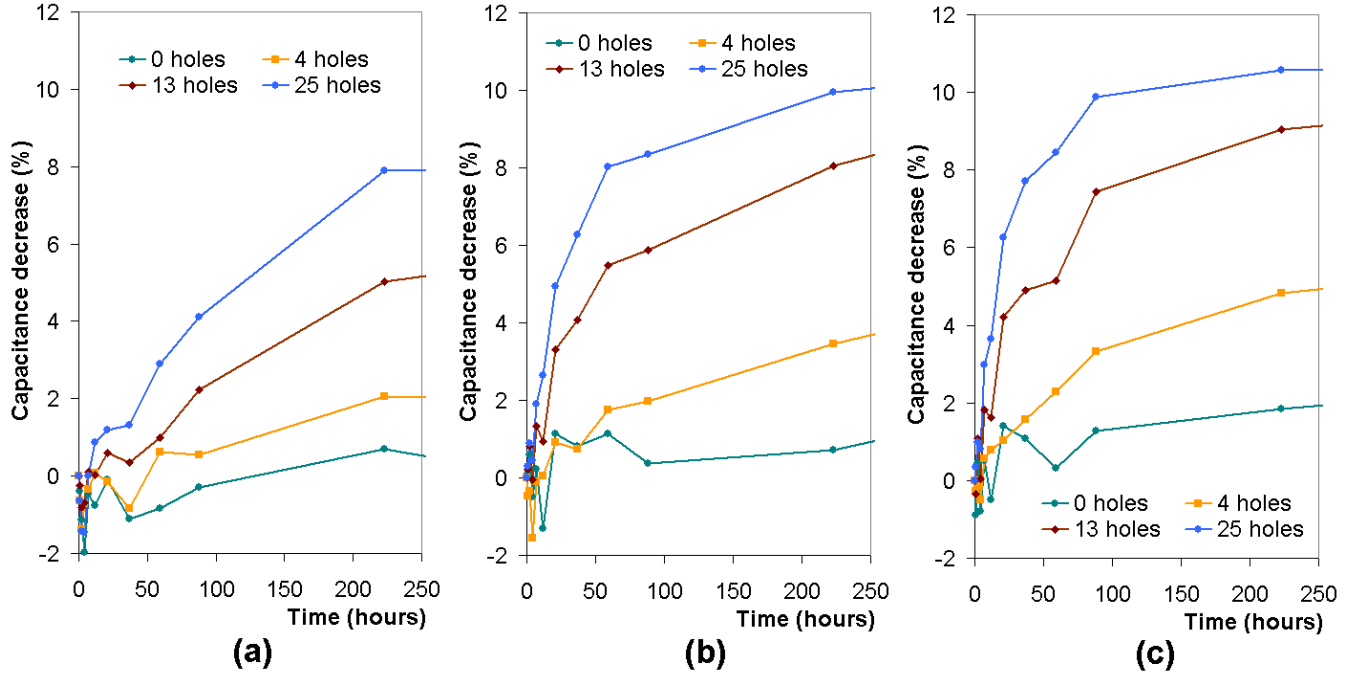 12
10
8
6
4
2
0
-2
Capacitance decrease (%)
0 holes 4 holes
13 holes 25 holes
0 50 100 150 200 250
Time (hours)
(a)
12
10
8
6
4
2
0
-2
Capacitance decrease (%)
0 holes 4 holes
13 holes 25 holes
0 50 100 150 200 250
Time (hours)
(b)
12
10
8
6
4
2
0
-2
Capacitance decrease (%)
0 holes 4 holes
13 holes 25 holes
0 50 100 150 200 250
Time (hours)
(c)